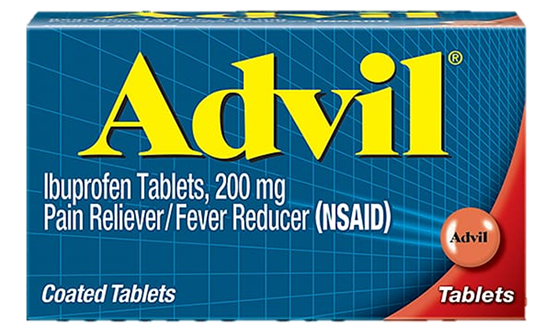 Advil®
Ibuprofen Tablets, 200 mg
Pain Reliever/Fever Reducer (NSAID)
Advil
Coated Tablets
Tablets